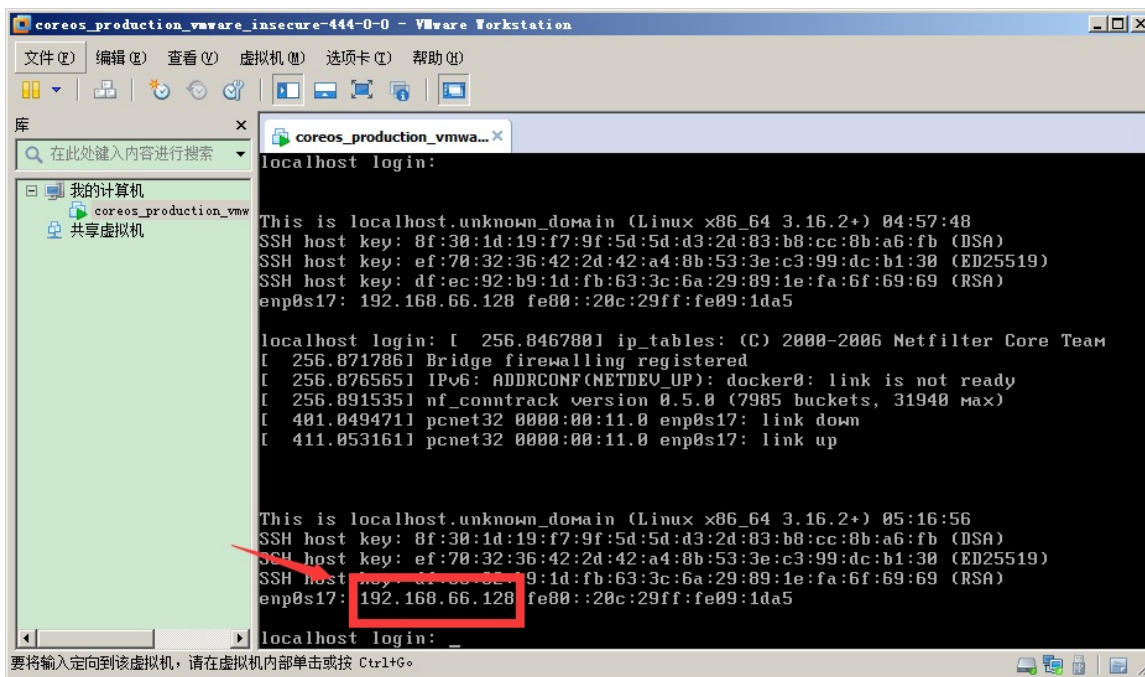 coreos_production_vmware_insecure-444-0-0 - VMware Workstation
文件(F) 编辑(E) 查看(V) 虚拟机(M) 选项卡(T) 帮助(H)
库
在此处键入内容进行搜索
我的计算机
coreos_production_vmw
共享虚拟机
coreos_production_vmwa...
localhost login:
This is localhost.unknown_domain (Linux x86_64 3.16.2+) 04:57:48
SSH host key: 8f:30:1d:19:f7:9f:5d:5d:d3:2d:83:b8:cc:8b:a6:fb (DSA)
SSH host key: ef:70:32:36:42:2d:42:a4:8b:53:3e:c3:99:dc:b1:30 (ED25519)
SSH host key: df:ec:92:b9:1d:fb:63:3c:6a:29:89:1e:fa:6f:69:69 (RSA)
enp0s17: 192.168.66.128 fe80::20c:29ff:fe09:1da5
localhost login: [  256.846780] ip_tables: (C) 2000-2006 Netfilter Core Team
[  256.871786] Bridge firewalling registered
[  256.876565] IPv6: ADDRCONF(NETDEV_UP): docker0: link is not ready
[  256.891535] nf_conntrack version 0.5.0 (7985 buckets, 31940 max)
[  401.049471] pcnet32 0000:00:11.0 enp0s17: link down
[  411.053161] pcnet32 0000:00:11.0 enp0s17: link up
This is localhost.unknown_domain (Linux x86_64 3.16.2+) 05:16:56
SSH host key: 8f:30:1d:19:f7:9f:5d:5d:d3:2d:83:b8:cc:8b:a6:fb (DSA)
SSH host key: ef:70:32:36:42:2d:42:a4:8b:53:3e:c3:99:dc:b1:30 (ED25519)
SSH host key: df:ec:92:b9:1d:fb:63:3c:6a:29:89:1e:fa:6f:69:69 (RSA)
enp0s17: 192.168.66.128 fe80::20c:29ff:fe09:1da5
localhost login: _
要将输入定向到该虚拟机，请在虚拟机内部单击或按 Ctrl+G。